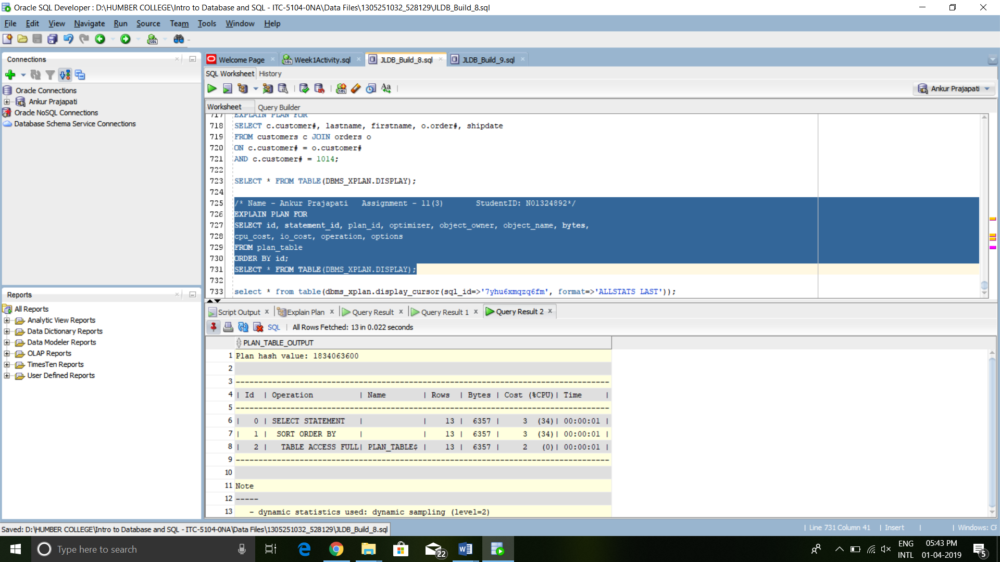 Oracle SQL Developer : D:\HUMBER COLLEGE\Intro to Database and SQL - ITC-5104-0NA\Data Files\1305251032_528129\JLDB_Build_8.sql
File Edit View Navigate Run Source Team Tools Window Help
Connections
Oracle Connections
Ankur Prajapati
Oracle NoSQL Connections
Database Schema Service Connections
Reports
All Reports
Analytic View Reports
Data Dictionary Reports
Data Modeler Reports
OLAP Reports
TimesTen Reports
User Defined Reports
Welcome Page Week1Activity.sql JLDB_Build_8.sql JLDB_Build_9.sql
SQL Worksheet History
Ankur Prajapati
Worksheet Query Builder
717 EXPLAIN PLAN FOR
718 SELECT c.customer#, lastname, firstname, o.order#, shipdate
719 FROM customers c JOIN orders o
720 ON c.customer# = o.customer#
721 AND c.customer# = 1014;
722
723 SELECT * FROM TABLE(DBMS_XPLAN.DISPLAY);
724
725 /* Name - Ankur Prajapati Assignment - 11(3) StudentID: N01324892*/
726 EXPLAIN PLAN FOR
727 SELECT id, statement_id, plan_id, optimizer, object_owner, object_name, bytes,
728 cpu_cost, io_cost, operation, options
729 FROM plan_table
730 ORDER BY id;
731 SELECT * FROM TABLE(DBMS_XPLAN.DISPLAY);
732
733 select * from table(dbms_xplan.display_cursor(sql_id=>'7yhu6xmqzq6fm', format=>'ALLSTATS LAST'));
Script Output Explain Plan Query Result Query Result 1 Query Result 2
SQL | All Rows Fetched: 13 in 0.022 seconds
PLAN_TABLE_OUTPUT
1 Plan hash value: 1834063600
2
3 ----------------------------------------------------------------------------------
4 | Id | Operation | Name | Rows | Bytes | Cost (%CPU)| Time |
5 ----------------------------------------------------------------------------------
6 | 0 | SELECT STATEMENT | | 13 | 6357 | 3 (34)| 00:00:01 |
7 | 1 | SORT ORDER BY | | 13 | 6357 | 3 (34)| 00:00:01 |
8 | 2 | TABLE ACCESS FULL| PLAN_TABLE$ | 13 | 6357 | 2 (0)| 00:00:01 |
9 ----------------------------------------------------------------------------------
10
11 Note
12 -----
13 - dynamic statistics used: dynamic sampling (level=2)
Saved: D:\HUMBER COLLEGE\Intro to Database and SQL - ITC-5104-0NA\Data Files\1305251032_528129\JLDB_Build_8.sql
| Line 731 Column 41 | Insert | | Windows: CF
Type here to search
22
ENG
INTL
05:43 PM
01-04-2019
5